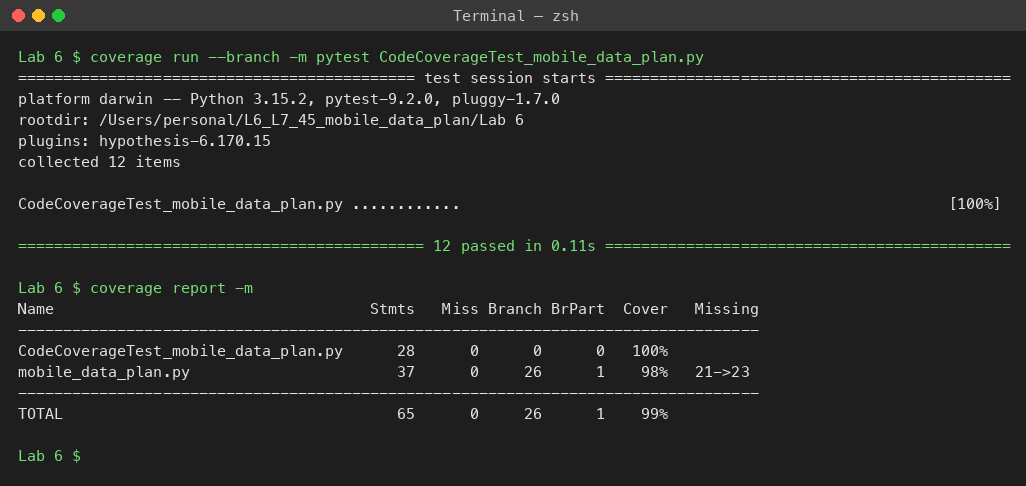 Terminal — zsh
Lab 6 $ coverage run --branch -m pytest CodeCoverageTest_mobile_data_plan.py
============================================ test session starts =============================================
platform darwin -- Python 3.15.2, pytest-9.2.0, pluggy-1.7.0
rootdir: /Users/personal/L6_L7_45_mobile_data_plan/Lab 6
plugins: hypothesis-6.170.15
collected 12 items
CodeCoverageTest_mobile_data_plan.py ............ [100%]
============================================= 12 passed in 0.11s =============================================
Lab 6 $ coverage report -m
Name Stmts Miss Branch BrPart Cover Missing
----------------------------------------------------------------------------------
CodeCoverageTest_mobile_data_plan.py 28 0 0 0 100%
mobile_data_plan.py 37 0 26 1 98% 21->23
----------------------------------------------------------------------------------
TOTAL 65 0 26 1 99%
Lab 6 $